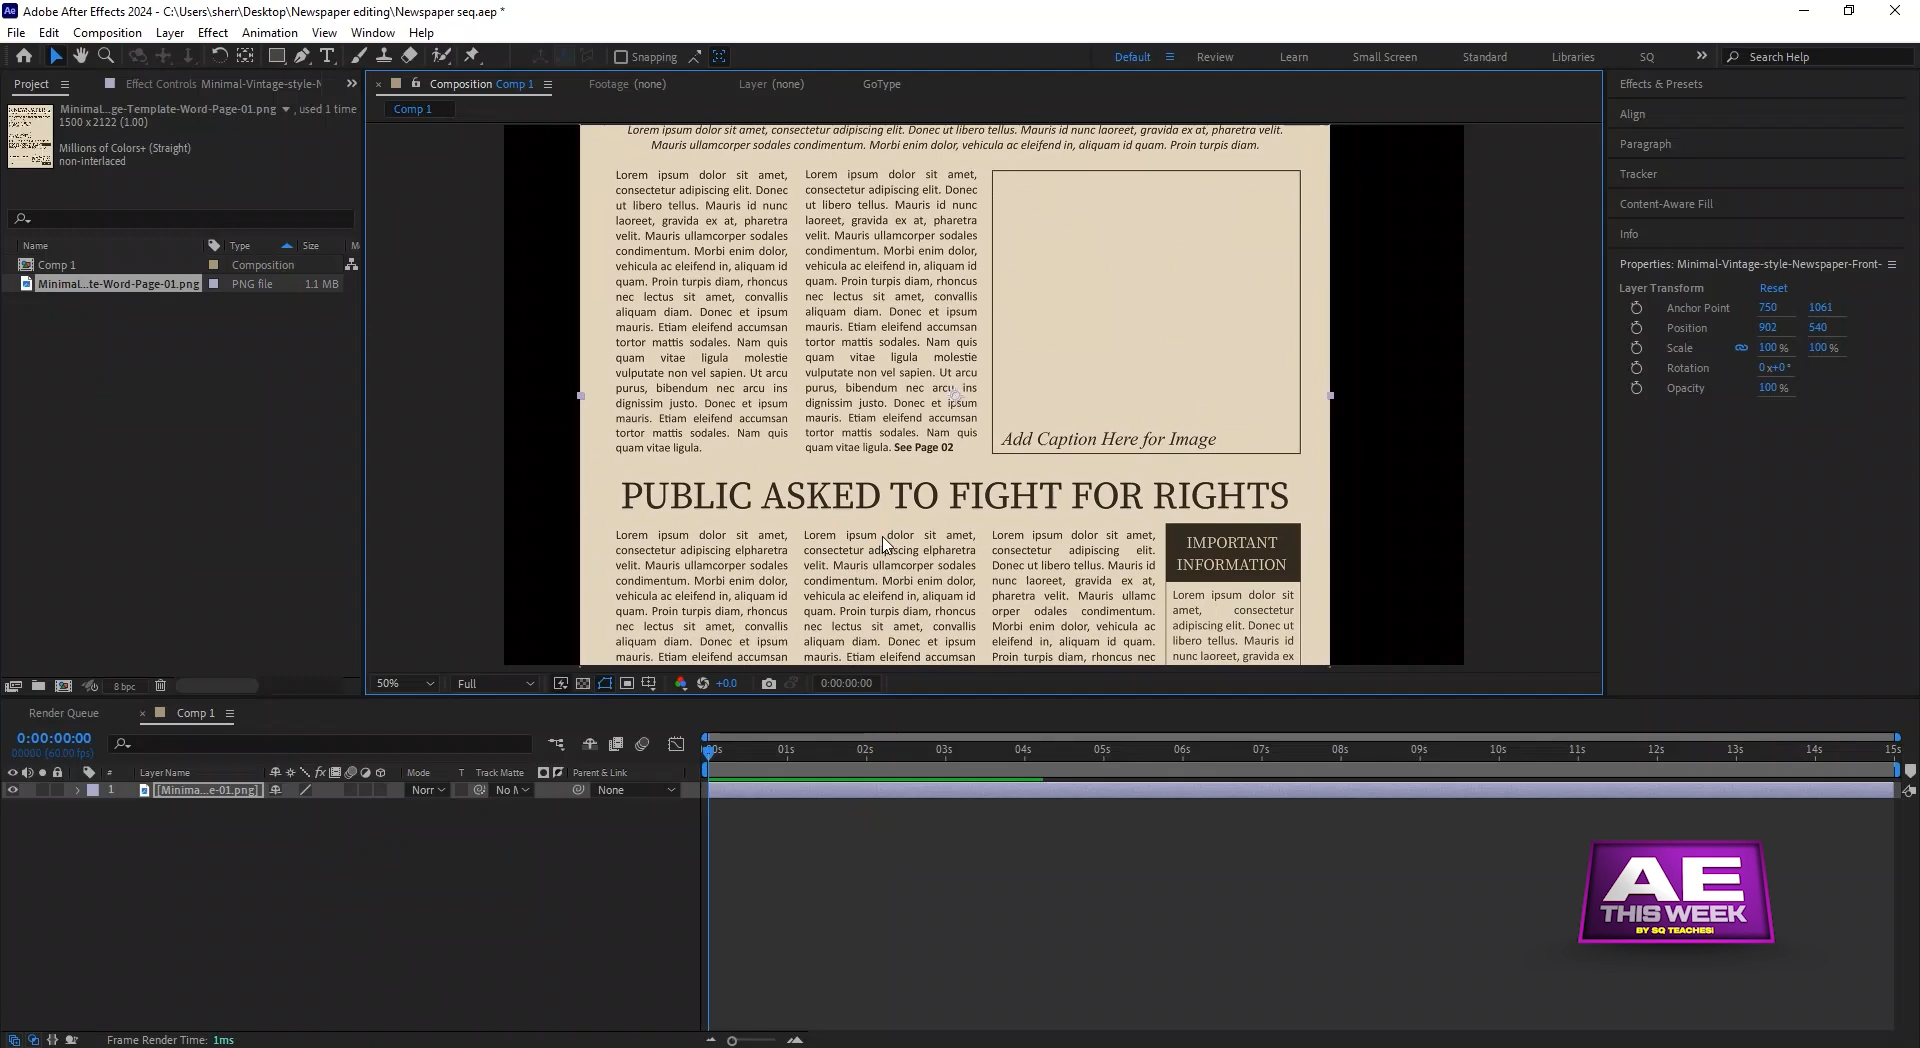 Adobe After Effects 2024 - C:\Users\sherr\Desktop\Newspaper editing\Newspaper seq.aep *
File Edit Composition Layer Effect Animation View Window Help
Snapping
Default Review Learn Small Screen Standard Libraries SQ Search Help
Project Effect Controls Minimal-Vintage-style-N
Composition Comp 1 Footage (none) Layer (none) GoType
Comp 1
Minimal...ge-Template-Word-Page-01.png , used 1 time
1500 x 2122 (1.00)
Millions of Colors+ (Straight)
non-interlaced
Name Type Size M
Comp 1 Composition
Minimal...te-Word-Page-01.png PNG file 1.1 MB
8 bpc
Lorem ipsum dolor sit amet, consectetur adipiscing elit. Donec ut libero tellus. Mauris id nunc laoreet, gravida ex at, pharetra velit.
Mauris ullamcorper sodales condimentum. Morbi enim dolor, vehicula ac eleifend in, aliquam id quam. Proin turpis diam.
Lorem ipsum dolor sit amet,
consectetur adipiscing elit. Donec
ut libero tellus. Mauris id nunc
laoreet, gravida ex at, pharetra
velit. Mauris ullamcorper sodales
condimentum. Morbi enim dolor,
vehicula ac eleifend in, aliquam id
quam. Proin turpis diam, rhoncus
nec lectus sit amet, convallis
aliquam diam. Donec et ipsum
mauris. Etiam eleifend accumsan
tortor mattis sodales. Nam quis
quam vitae ligula molestie
vulputate non vel sapien. Ut arcu
purus, bibendum nec arcu ins
dignissim justo. Donec et ipsum
mauris. Etiam eleifend accumsan
tortor mattis sodales. Nam quis
quam vitae ligula.
Lorem ipsum dolor sit amet,
consectetur adipiscing elit. Donec
ut libero tellus. Mauris id nunc
laoreet, gravida ex at, pharetra
velit. Mauris ullamcorper sodales
condimentum. Morbi enim dolor,
vehicula ac eleifend in, aliquam id
quam. Proin turpis diam, rhoncus
nec lectus sit amet, convallis
aliquam diam. Donec et ipsum
mauris. Etiam eleifend accumsan
tortor mattis sodales. Nam quis
quam vitae ligula molestie
vulputate non vel sapien. Ut arcu
purus, bibendum nec arcu ins
dignissim justo. Donec et ipsum
mauris. Etiam eleifend accumsan
tortor mattis sodales. Nam quis
quam vitae ligula. See Page 02
Add Caption Here for Image
PUBLIC ASKED TO FIGHT FOR RIGHTS
Lorem ipsum dolor sit amet,
consectetur adipiscing elpharetra
velit. Mauris ullamcorper sodales
condimentum. Morbi enim dolor,
vehicula ac eleifend in, aliquam id
quam. Proin turpis diam, rhoncus
nec lectus sit amet, convallis
aliquam diam. Donec et ipsum
mauris. Etiam eleifend accumsan
Lorem ipsum dolor sit amet,
consectetur adipiscing elpharetra
velit. Mauris ullamcorper sodales
condimentum. Morbi enim dolor,
vehicula ac eleifend in, aliquam id
quam. Proin turpis diam, rhoncus
nec lectus sit amet, convallis
aliquam diam. Donec et ipsum
mauris. Etiam eleifend accumsan
Lorem ipsum dolor sit amet,
consectetur adipiscing elit.
Donec ut libero tellus. Mauris id
nunc laoreet, gravida ex at,
pharetra velit. Mauris ullamc
orper odales condimentum.
Morbi enim dolor, vehicula ac
eleifend in, aliquam id quam.
Proin turpis diam, rhoncus nec
IMPORTANT
INFORMATION
Lorem ipsum dolor sit
amet, consectetur
adipiscing elit. Donec ut
libero tellus. Mauris id
nunc laoreet, gravida ex
50% Full +0.0 0:00:00:00
Effects & Presets
Align
Paragraph
Tracker
Content-Aware Fill
Info
Properties: Minimal-Vintage-style-Newspaper-Front-
Layer Transform Reset
Anchor Point 750 1061
Position 902 540
Scale 100 % 100 %
Rotation 0 x+0 °
Opacity 100 %
Render Queue Comp 1
0:00:00:00
00000 (60.00 fps)
:00s 01s 02s 03s 04s 05s 06s 07s 08s 09s 10s 11s 12s 13s 14s 15s
# Layer Name fx Mode T Track Matte Parent & Link
1 [Minima...e-01.png] Norr No M None
AE
THIS WEEK
BY SQ TEACHES!
Frame Render Time: 1ms